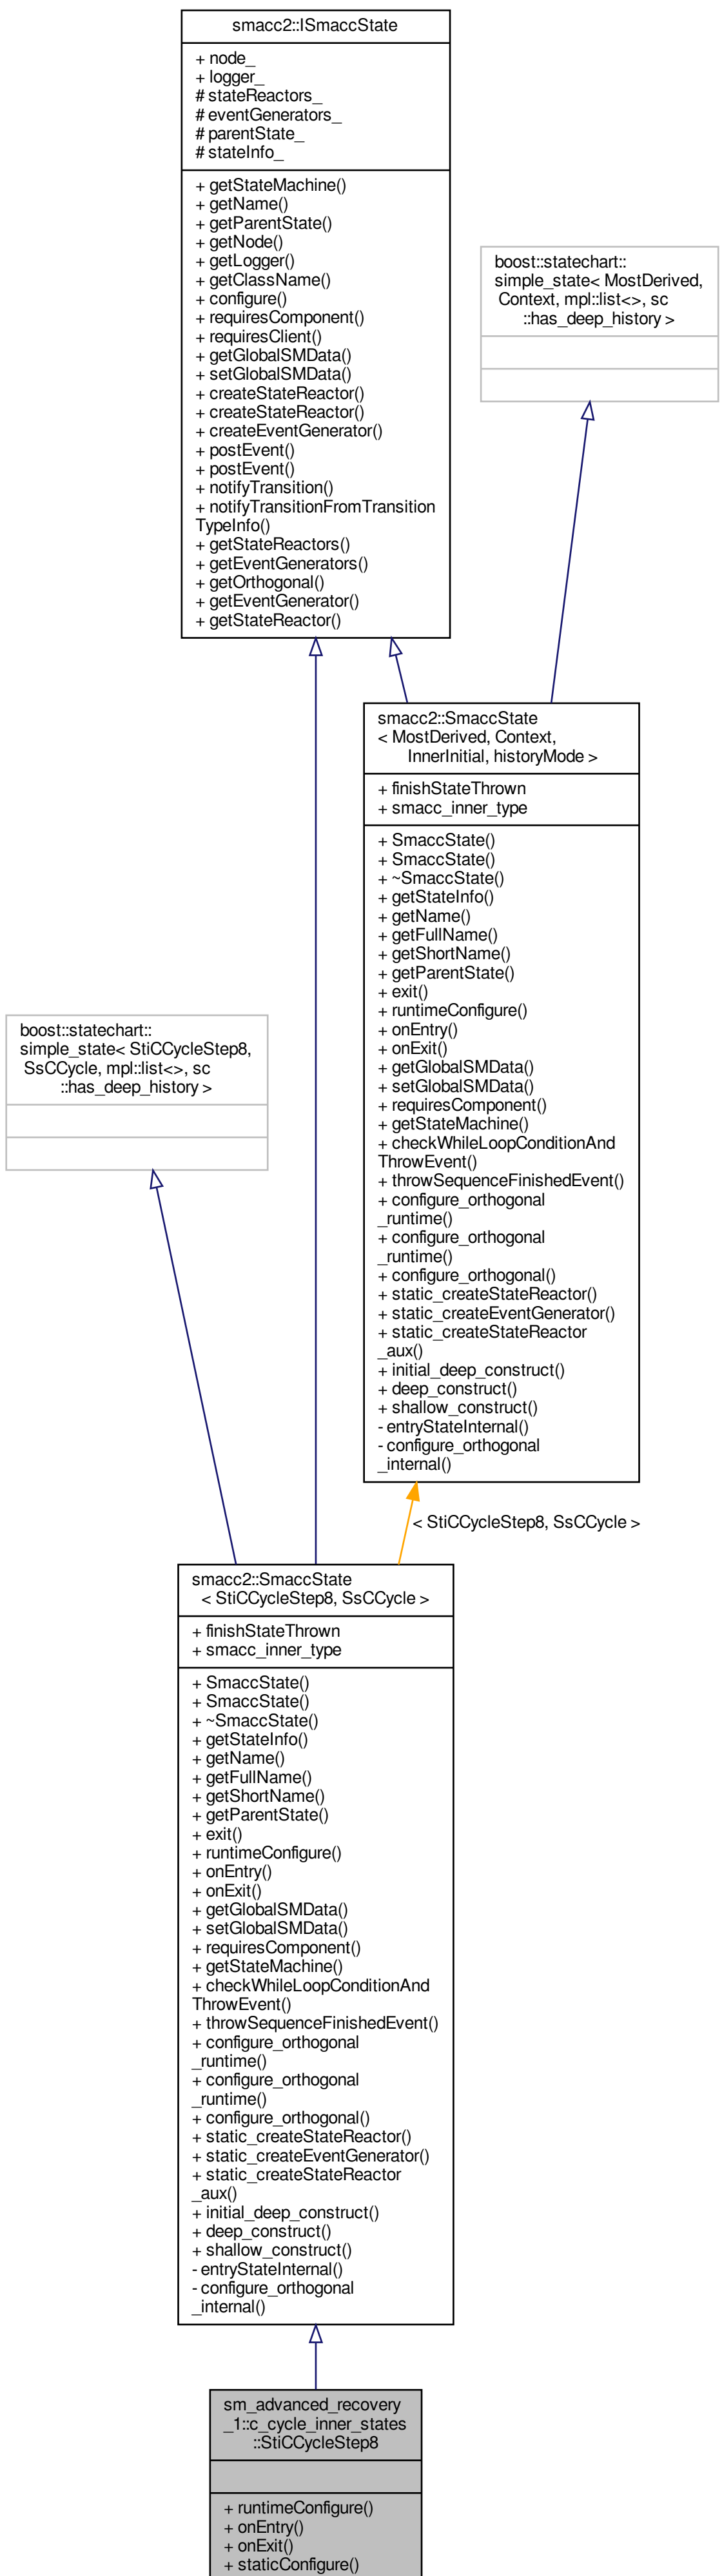 smacc2::ISmaccState
+ node_
+ logger_
# stateReactors_
# eventGenerators_
# parentState_
# stateInfo_
+ getStateMachine()
+ getName()
+ getParentState()
+ getNode()
+ getLogger()
+ getClassName()
+ configure()
+ requiresComponent()
+ requiresClient()
+ getGlobalSMData()
+ setGlobalSMData()
+ createStateReactor()
+ createStateReactor()
+ createEventGenerator()
+ postEvent()
+ postEvent()
+ notifyTransition()
+ notifyTransitionFromTransition
TypeInfo()
+ getStateReactors()
+ getEventGenerators()
+ getOrthogonal()
+ getEventGenerator()
+ getStateReactor()
boost::statechart::
simple_state< MostDerived,
Context, mpl::list<>, sc
::has_deep_history >
smacc2::SmaccState
< MostDerived, Context,
InnerInitial, historyMode >
+ finishStateThrown
+ smacc_inner_type
+ SmaccState()
+ SmaccState()
+ ~SmaccState()
+ getStateInfo()
+ getName()
+ getFullName()
+ getShortName()
+ getParentState()
+ exit()
+ runtimeConfigure()
+ onEntry()
+ onExit()
+ getGlobalSMData()
+ setGlobalSMData()
+ requiresComponent()
+ getStateMachine()
+ checkWhileLoopConditionAnd
ThrowEvent()
+ throwSequenceFinishedEvent()
+ configure_orthogonal
_runtime()
+ configure_orthogonal
_runtime()
+ configure_orthogonal()
+ static_createStateReactor()
+ static_createEventGenerator()
+ static_createStateReactor
_aux()
+ initial_deep_construct()
+ deep_construct()
+ shallow_construct()
- entryStateInternal()
- configure_orthogonal
_internal()
boost::statechart::
simple_state< StiCCycleStep8,
SsCCycle, mpl::list<>, sc
::has_deep_history >
< StiCCycleStep8, SsCCycle >
smacc2::SmaccState
< StiCCycleStep8, SsCCycle >
+ finishStateThrown
+ smacc_inner_type
+ SmaccState()
+ SmaccState()
+ ~SmaccState()
+ getStateInfo()
+ getName()
+ getFullName()
+ getShortName()
+ getParentState()
+ exit()
+ runtimeConfigure()
+ onEntry()
+ onExit()
+ getGlobalSMData()
+ setGlobalSMData()
+ requiresComponent()
+ getStateMachine()
+ checkWhileLoopConditionAnd
ThrowEvent()
+ throwSequenceFinishedEvent()
+ configure_orthogonal
_runtime()
+ configure_orthogonal
_runtime()
+ configure_orthogonal()
+ static_createStateReactor()
+ static_createEventGenerator()
+ static_createStateReactor
_aux()
+ initial_deep_construct()
+ deep_construct()
+ shallow_construct()
- entryStateInternal()
- configure_orthogonal
_internal()
sm_advanced_recovery
_1::c_cycle_inner_states
::StiCCycleStep8
+ runtimeConfigure()
+ onEntry()
+ onExit()
+ staticConfigure()